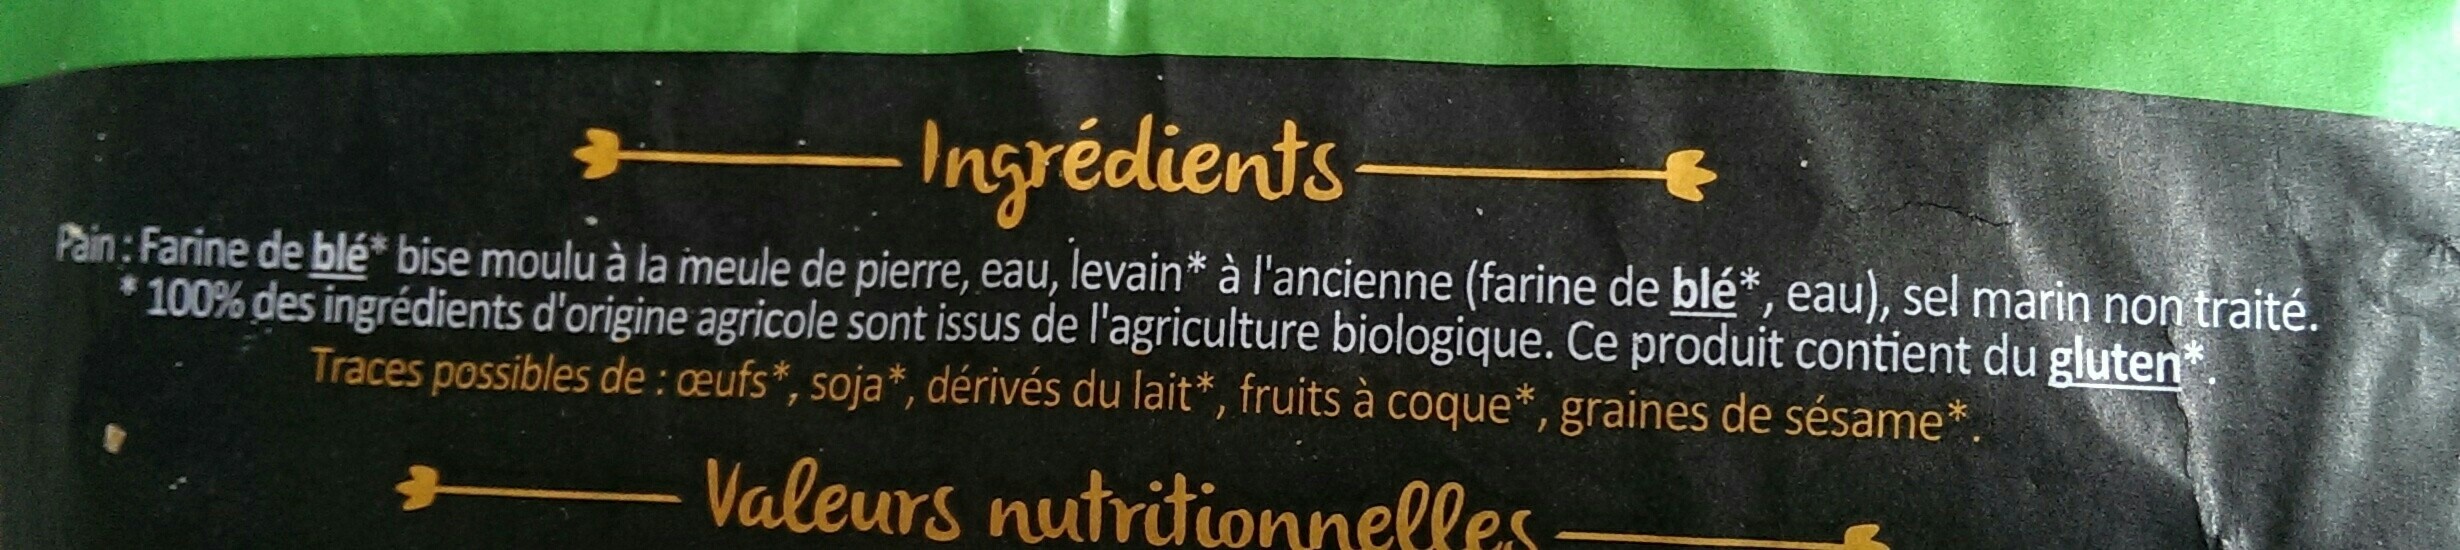 Ingrédients
Pain : Farine de blé* bise moulu à la meule de pierre, eau, levain* à l'ancienne (farine de blé*, eau), sel marin non traité.
* 100% des ingrédients d'origine agricole sont issus de l'agriculture biologique. Ce produit contient du gluten*.
Traces possibles de : œufs*, soja*, dérivés du lait*, fruits à coque*, graines de sésame*.
Valeurs nutritionnelles